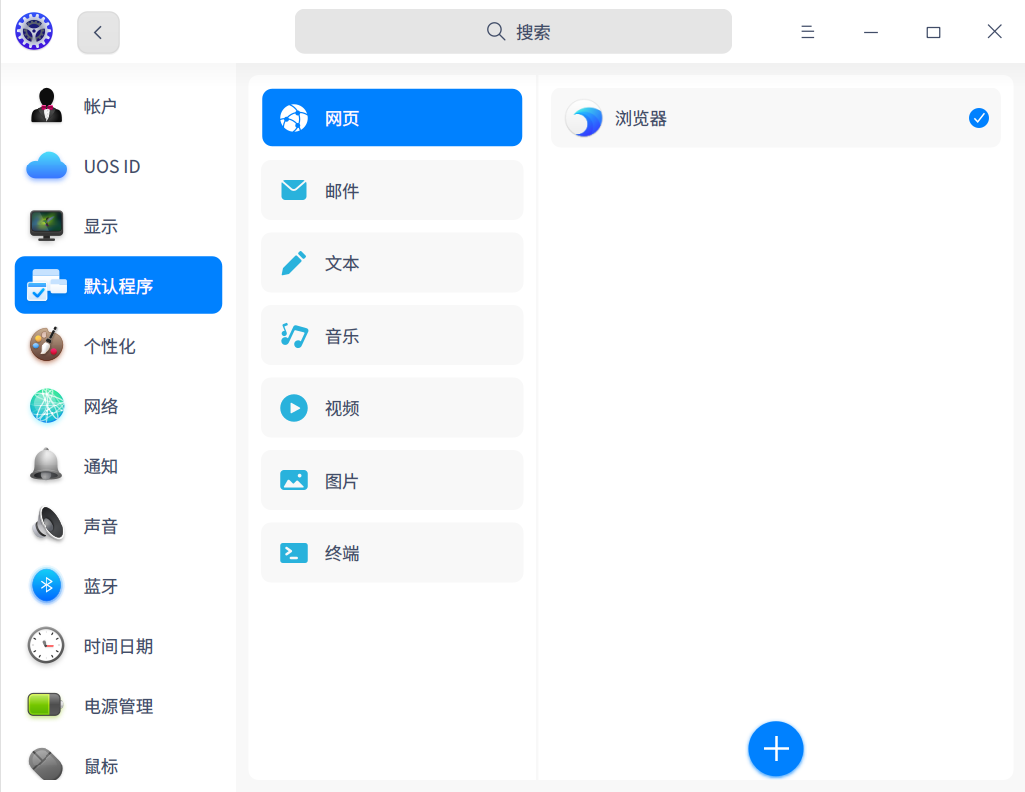 搜索
帐户
UOS ID
显示
默认程序
个性化
网络
通知
声音
蓝牙
时间日期
电源管理
鼠标
网页
邮件
文本
音乐
视频
图片
终端
浏览器